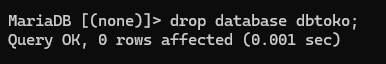 MariaDB [(none)]> drop database dbtoko;
Query OK, 0 rows affected (0.001 sec)